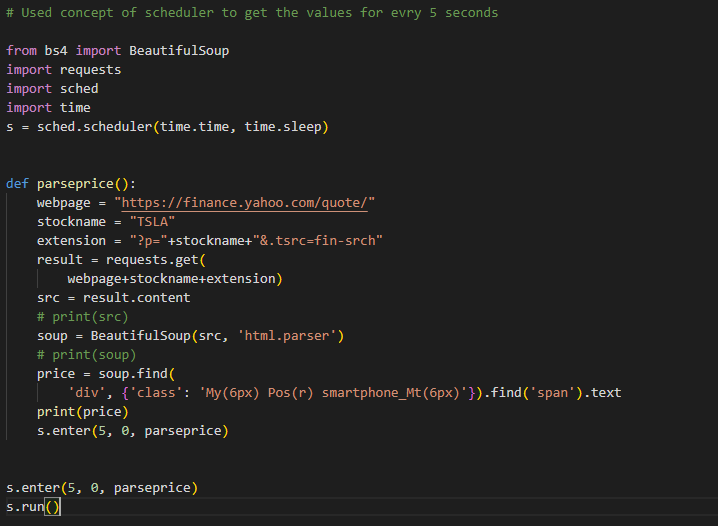 # Used concept of scheduler to get the values for evry 5 seconds
from bs4 import BeautifulSoup
import requests
import sched
import time
s = sched.scheduler(time.time, time.sleep)
def parseprice():
    webpage = "https://finance.yahoo.com/quote/"
    stockname = "TSLA"
    extension = "?p="+stockname+"&.tsrc=fin-srch"
    result = requests.get(
        webpage+stockname+extension)
    src = result.content
    # print(src)
    soup = BeautifulSoup(src, 'html.parser')
    # print(soup)
    price = soup.find(
        'div', {'class': 'My(6px) Pos(r) smartphone_Mt(6px)'}).find('span').text
    print(price)
    s.enter(5, 0, parseprice)
s.enter(5, 0, parseprice)
s.run()